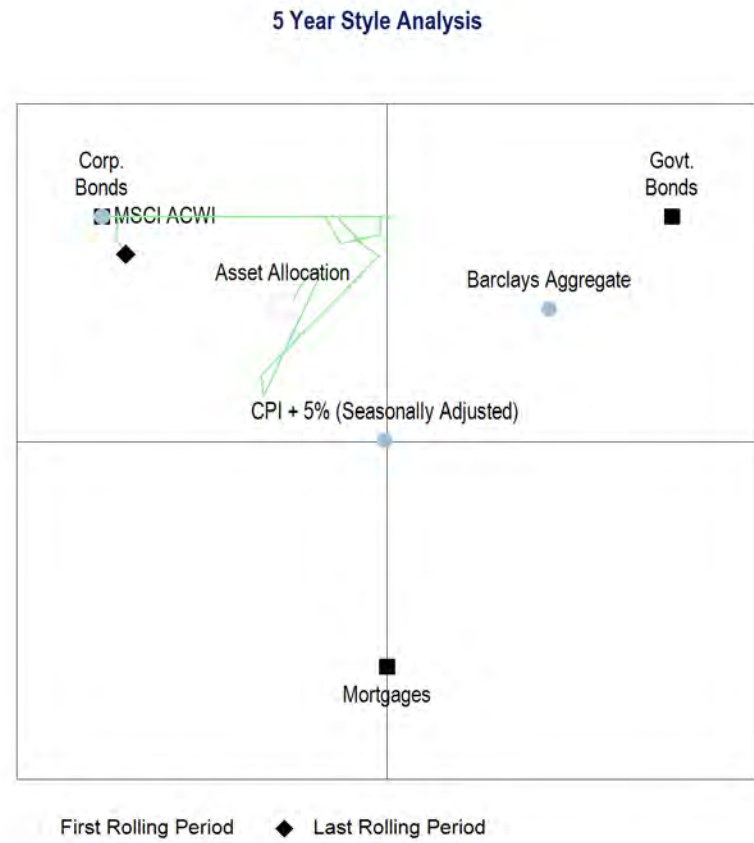 5 Year Style Analysis
Corp.
Bonds
Govt.
Bonds
MSCI ACWI
Asset Allocation
Barclays Aggregate
CPI + 5% (Seasonally Adjusted)
Mortgages
First Rolling Period
Last Rolling Period